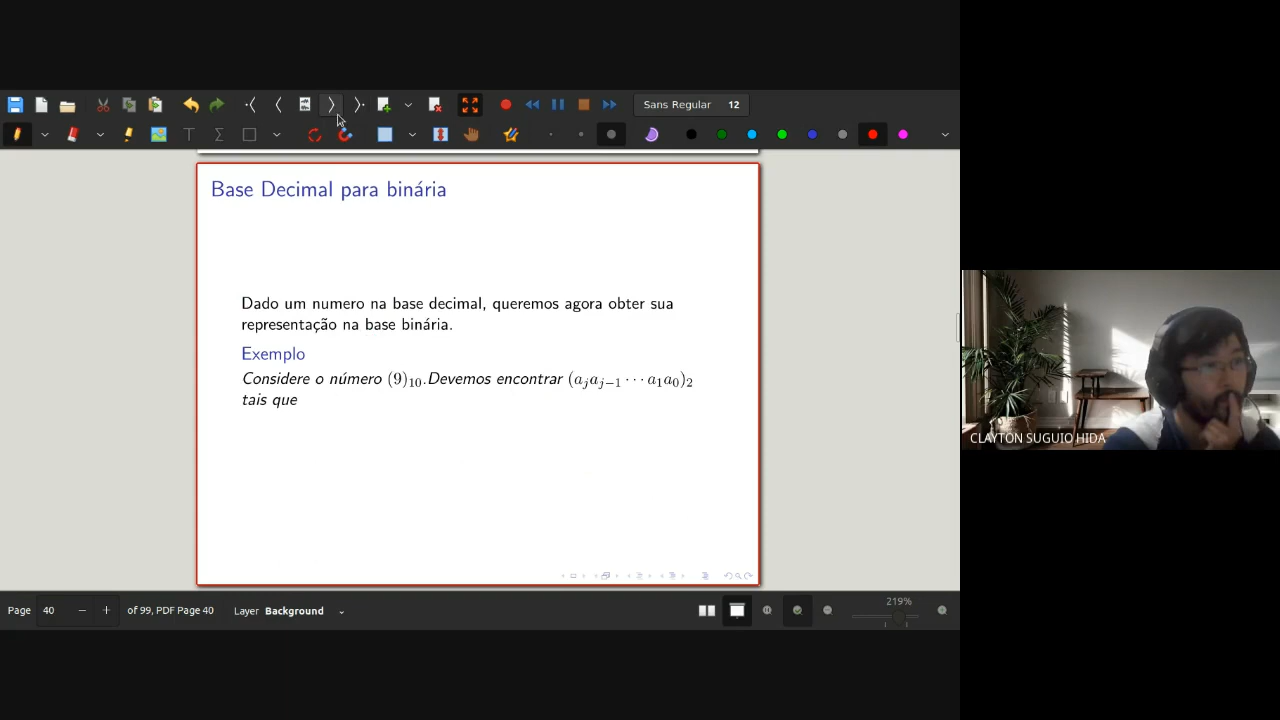 Sans Regular 12
Base Decimal para binária
Dado um numero na base decimal, queremos agora obter sua
representação na base binária.
Exemplo
Considere o número (9)₁₀.Devemos encontrar (aⱼaⱼ₋₁ ⋯ a₁a₀)₂
tais que
CLAYTON SUGUIO HIDA
Page 40 − + of 99, PDF Page 40 Layer Background 219%